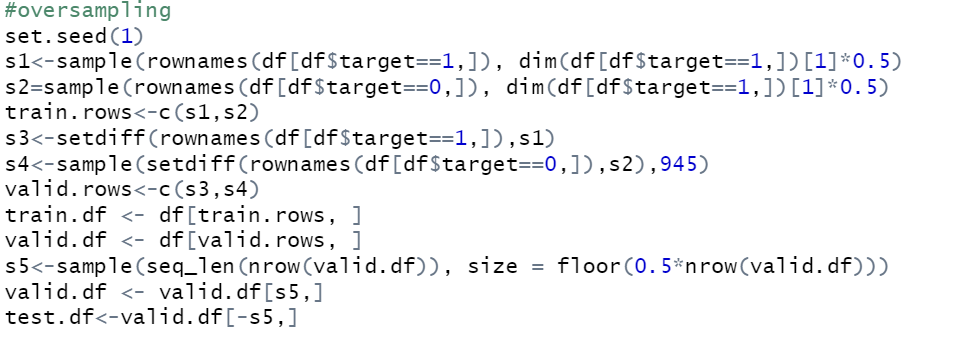 #oversampling
set.seed(1)
s1<-sample(rownames(df[df$target==1,]), dim(df[df$target==1,])[1]*0.5)
s2=sample(rownames(df[df$target==0,]), dim(df[df$target==1,])[1]*0.5)
train.rows<-c(s1,s2)
s3<-setdiff(rownames(df[df$target==1,]),s1)
s4<-sample(setdiff(rownames(df[df$target==0,]),s2),945)
valid.rows<-c(s3,s4)
train.df <- df[train.rows, ]
valid.df <- df[valid.rows, ]
s5<-sample(seq_len(nrow(valid.df)), size = floor(0.5*nrow(valid.df)))
valid.df <- valid.df[s5,]
test.df<-valid.df[-s5,]